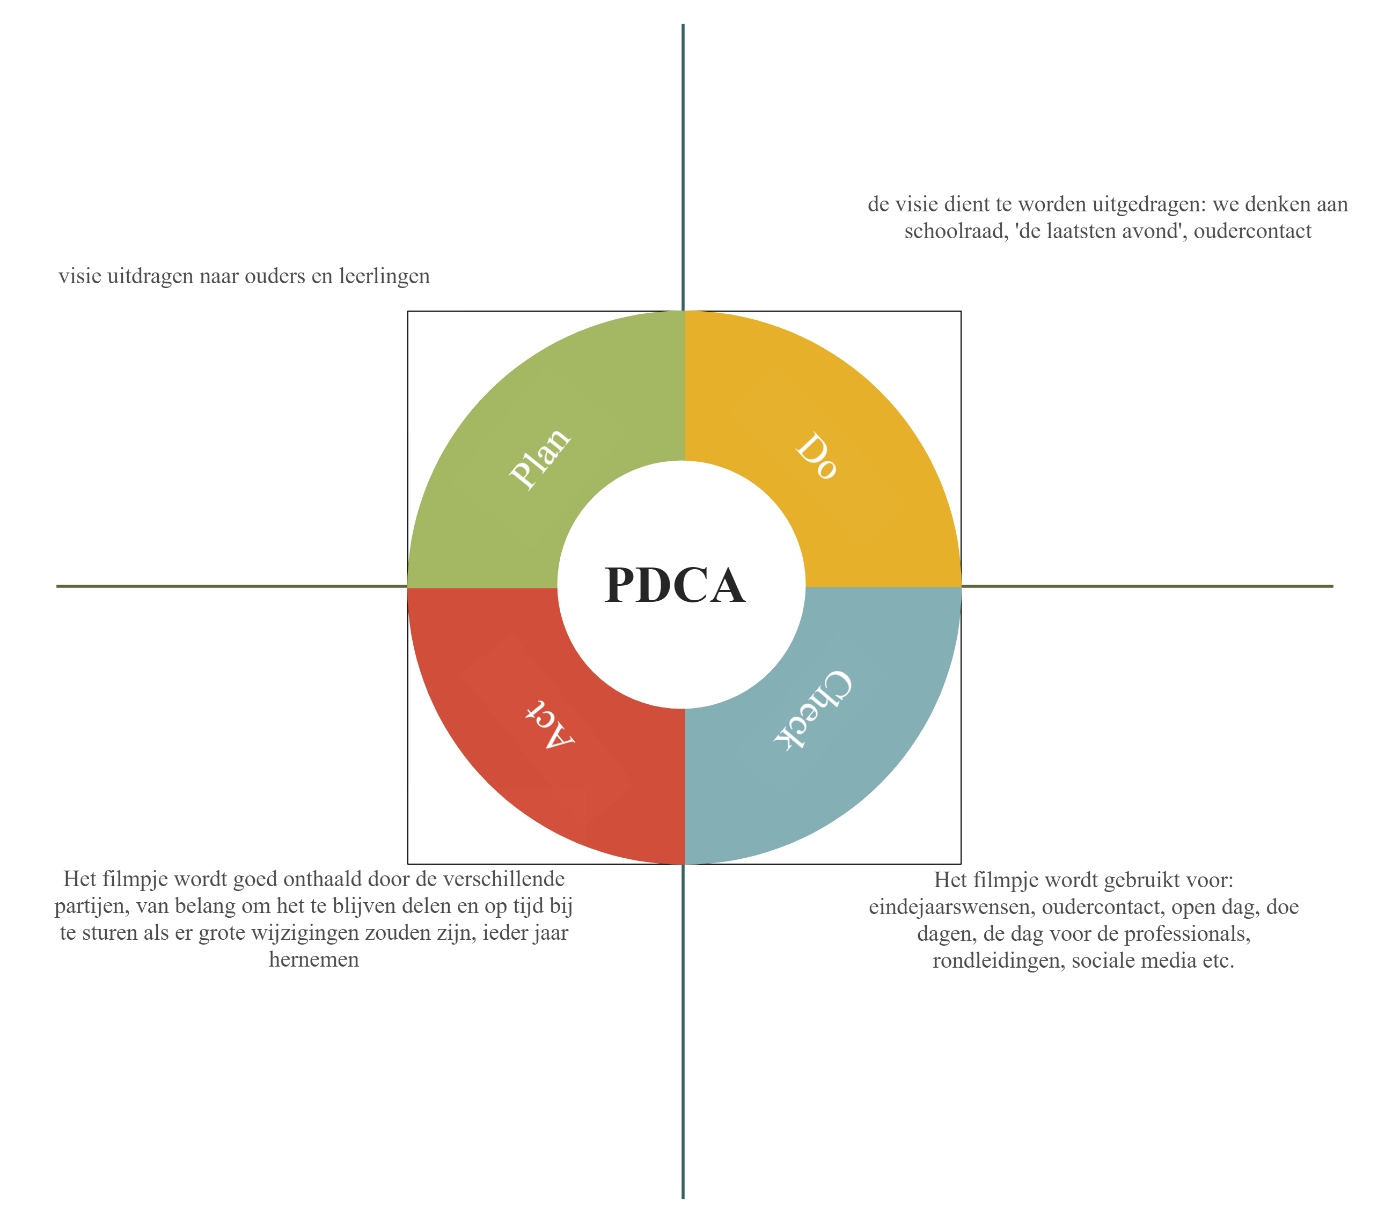 de visie dient te worden uitgedragen: we denken aan
schoolraad, 'de laatsten avond', oudercontact
visie uitdragen naar ouders en leerlingen
Plan
Do
PDCA
Act
Check
Het filmpje wordt goed onthaald door de verschillende
partijen, van belang om het te blijven delen en op tijd bij
te sturen als er grote wijzigingen zouden zijn, ieder jaar
hernemen
Het filmpje wordt gebruikt voor:
eindejaarswensen, oudercontact, open dag, doe
dagen, de dag voor de professionals,
rondleidingen, sociale media etc.